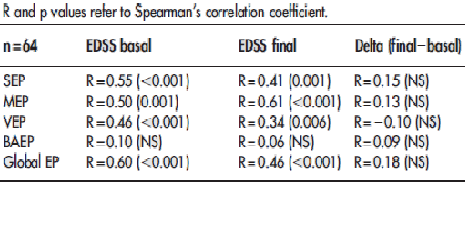 R and p values refer to Spearman's correlation coefficient.
n=64 EDSS basal EDSS final Delta (final-basal)
SEP R=0.55 (<0.001) R=0.41 (0.001) R=0.15 (NS)
MEP R=0.50 (0.001) R=0.61 (<0.001) R=0.13 (NS)
VEP R=0.46 (<0.001) R=0.34 (0.006) R=-0.10 (NS)
BAEP R=0.10 (NS) R=0.06 (NS) R=0.09 (NS)
Global EP R=0.60 (<0.001) R=0.46 (<0.001) R=0.18 (NS)